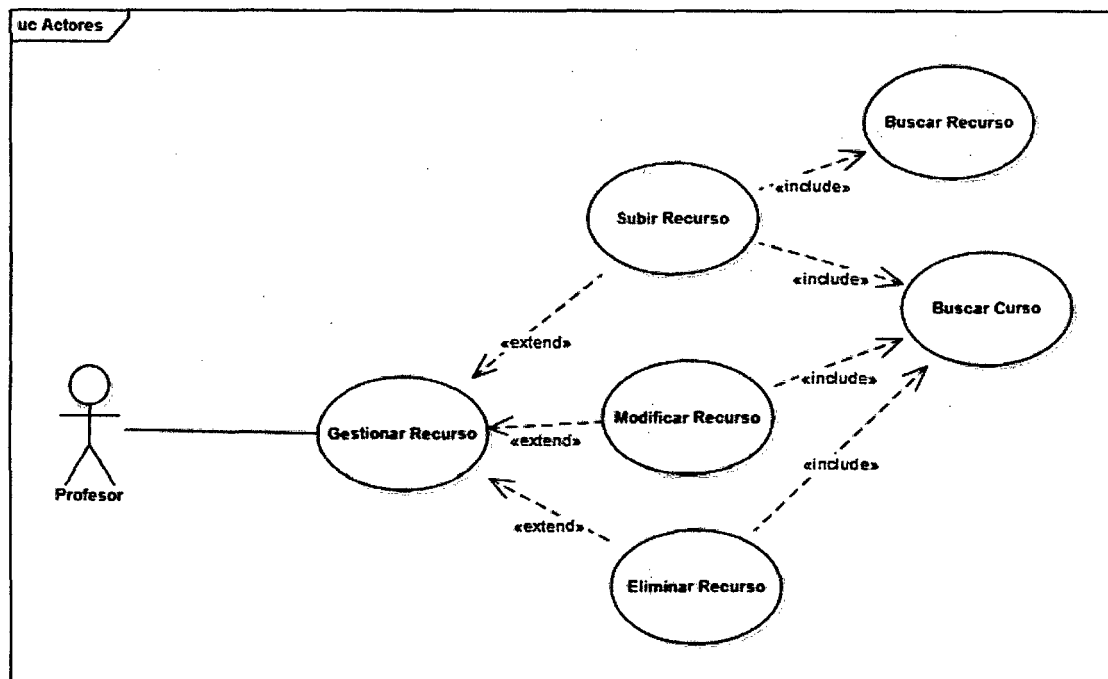 uc Actores
Buscar Recurso
«include»
Subir Recurso
«include»
Buscar Curso
«extend»
«include»
Modificar Recurso
Gestionar Recurso
«extend»
«include»
Profesor
«extend»
Eliminar Recurso